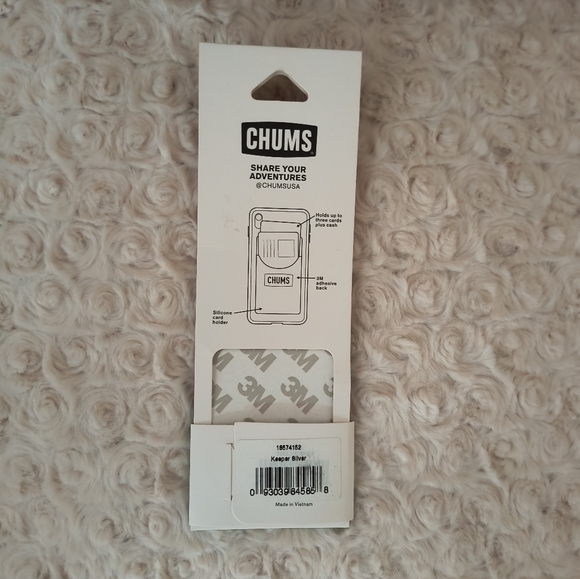 CHUMS
SHARE YOUR
ADVENTURES
@CHUMSUSA
Holds up to
three cards
plus cash
CHUMS
3M
adhesive
back
Silicone
card
holder
3M 3M
3M 3M
18574152
Keeper Silver
0 93039 84585 8
Made in Vietnam